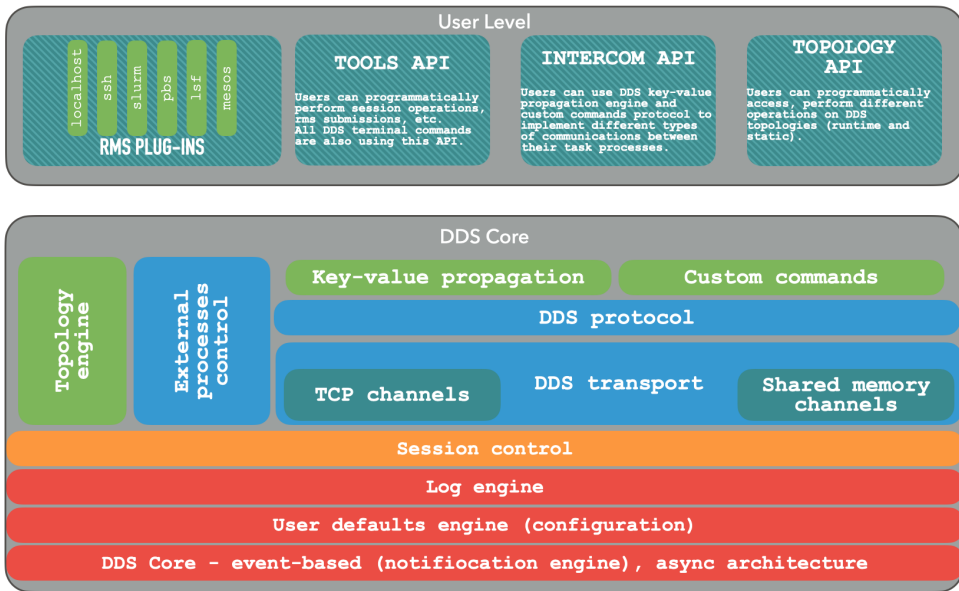 User Level
localhost
ssh
slurm
pbs
lsf
mesos
RMS PLUG-INS
TOOLS API
Users can programmatically
perform session operations,
rms submissions, etc.
All DDS terminal commands
are also using this API.
INTERCOM API
Users can use DDS key-value
propagation engine and
custom commands protocol to
implement different types
of communications between
their task processes.
TOPOLOGY
API
Users can programmatically
access, perform different
operations on DDS
topologies (runtime and
static)
DDS Core
Topology
engine
External
processes
control
Key-value propagation
Custom commands
DDS protocol
DDS transport
TCP channels
Shared memory
channels
Session control
Log engine
User defaults engine (configuration)
DDS Core - event-based (notifiocation engine), async architecture